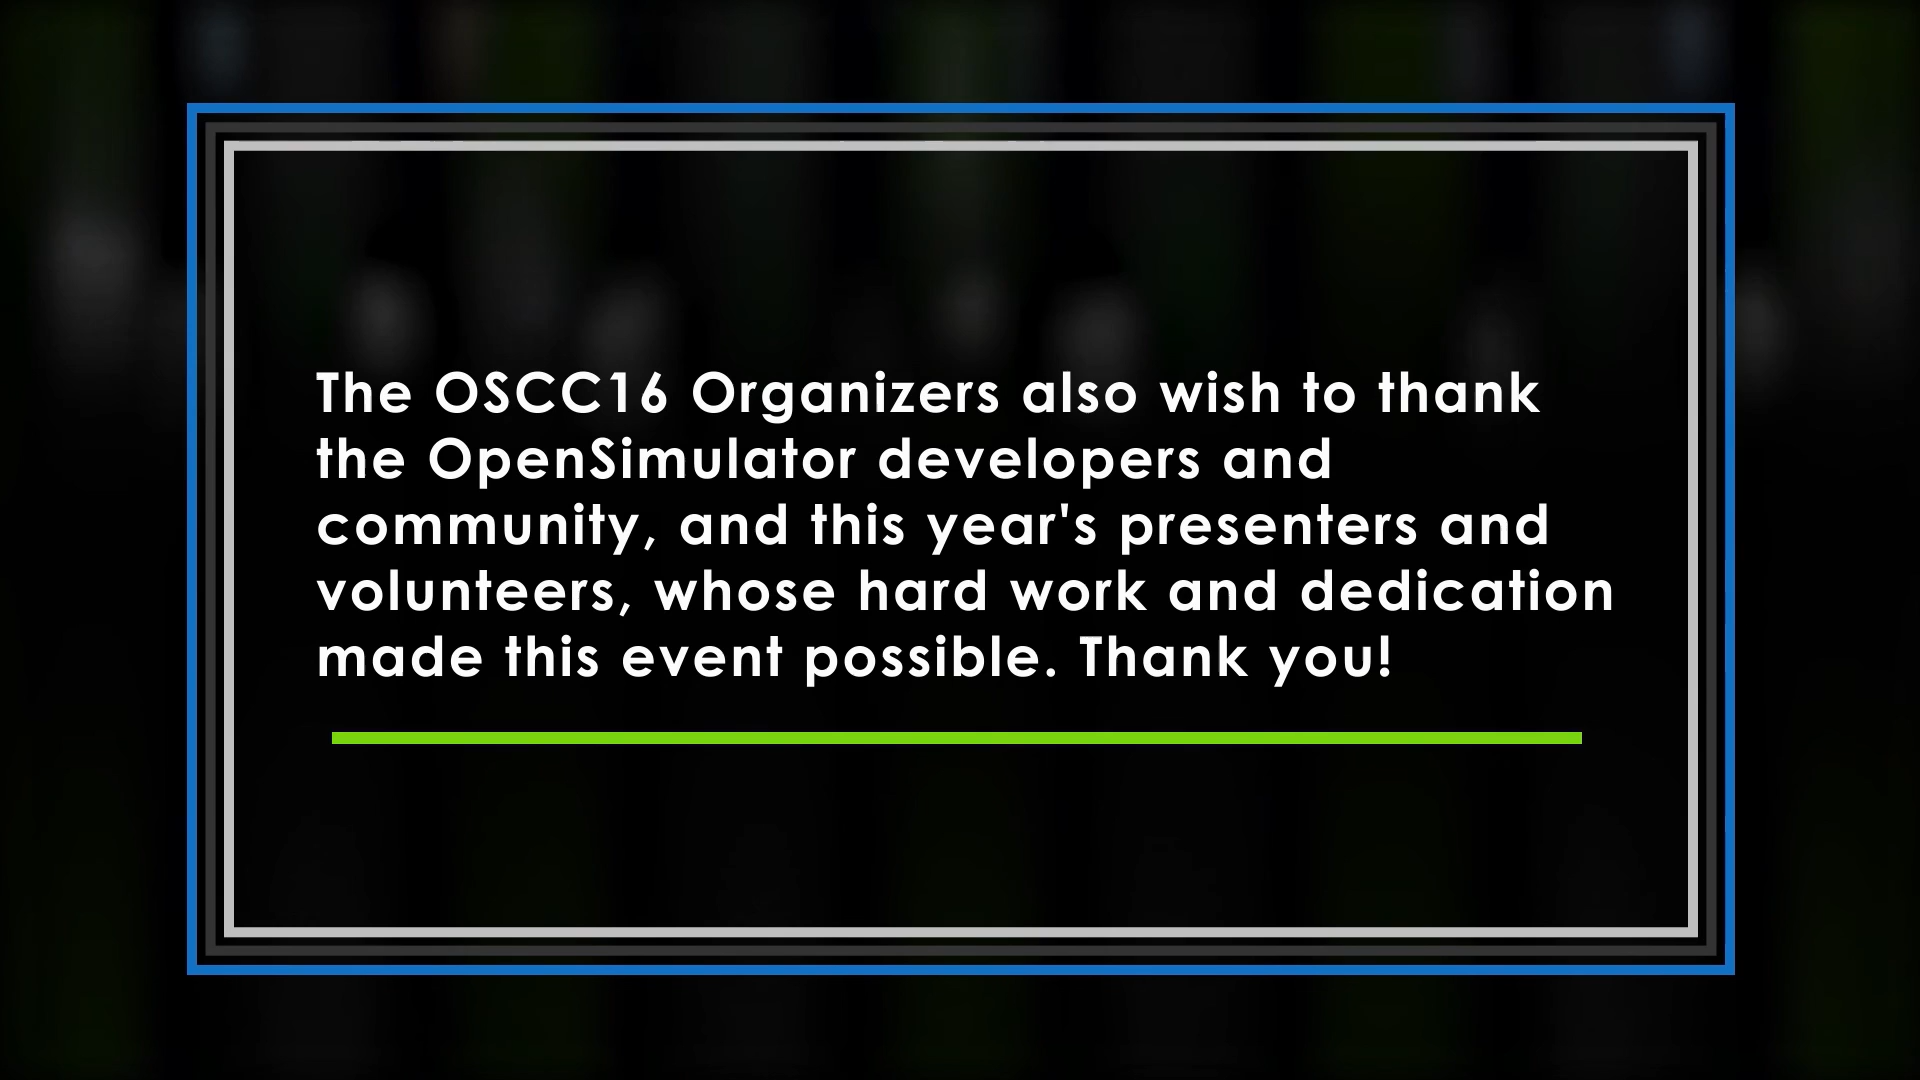 The OSCC16 Organizers also wish to thank
the OpenSimulator developers and
community, and this year's presenters and
volunteers, whose hard work and dedication
made this event possible. Thank you!